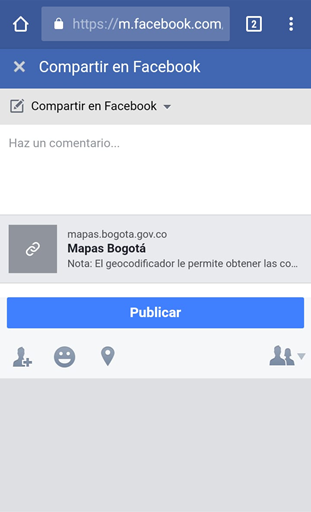 https://m.facebook.com
2
Compartir en Facebook
Compartir en Facebook
Haz un comentario...
mapas.bogota.gov.co
Mapas Bogotá
Nota: El geocodificador le permite obtener las co...
Publicar